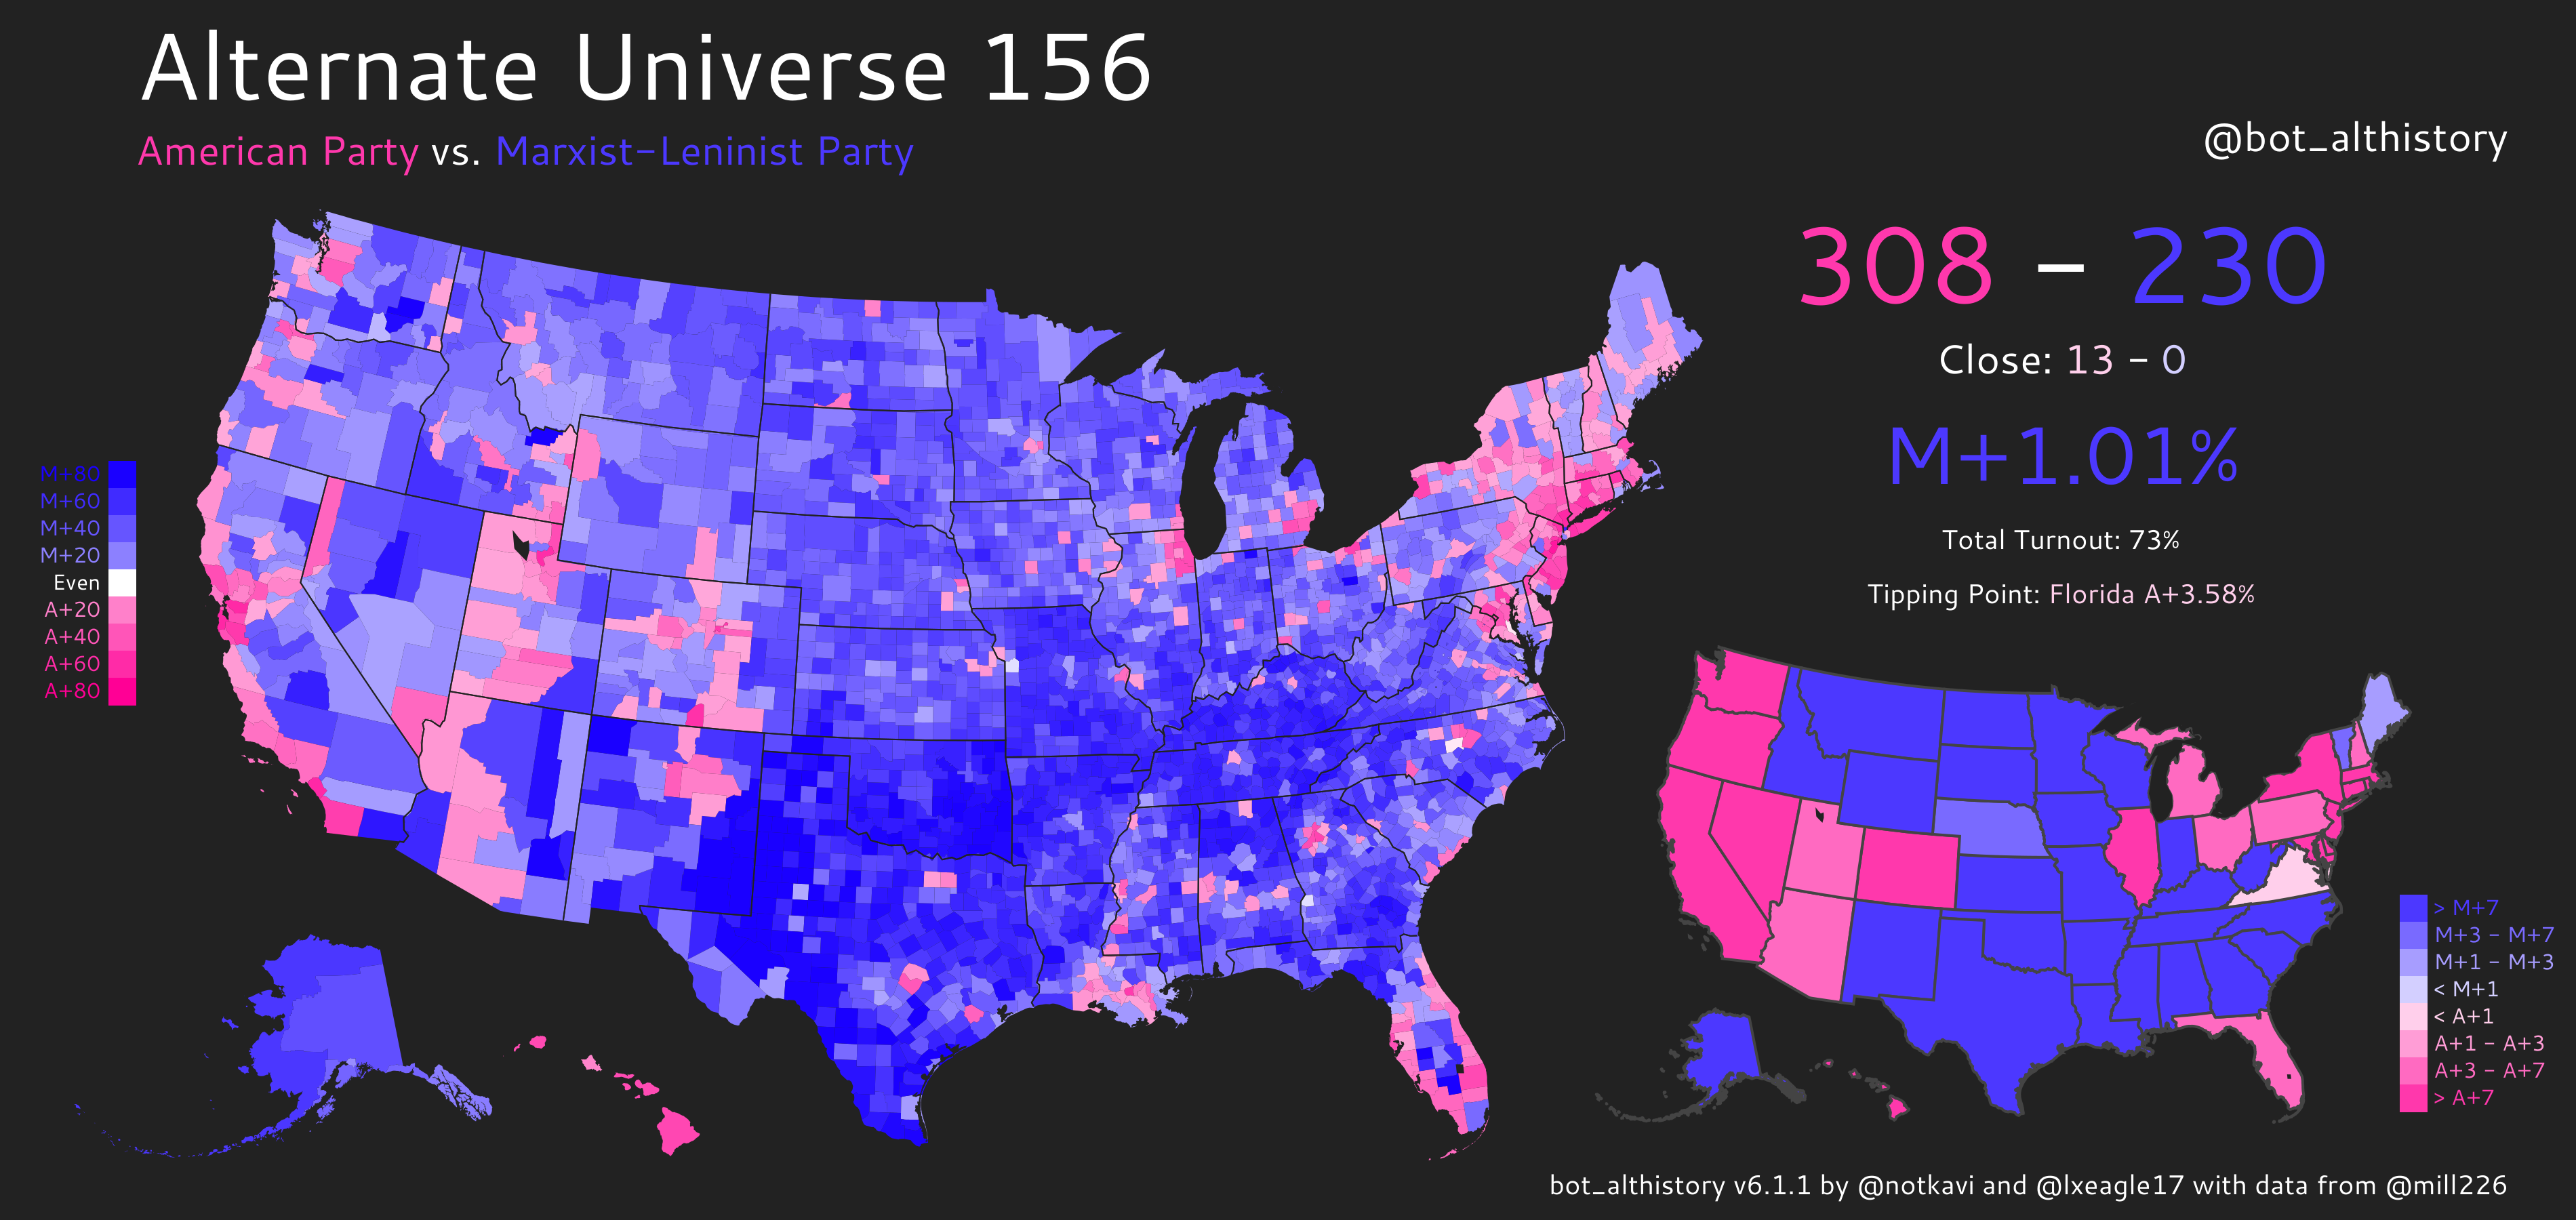 Alternate Universe 156
American Party vs. Marxist-Leninist Party
@bot_althistory
308 – 230
Close: 13 - 0
M+1.01%
Total Turnout: 73%
Tipping Point: Florida A+3.58%
M+80
M+60
M+40
M+20
Even
A+20
A+40
A+60
A+80
> M+7
M+3 - M+7
M+1 - M+3
< M+1
< A+1
A+1 - A+3
A+3 - A+7
> A+7
bot_althistory v6.1.1 by @notkavi and @lxeagle17 with data from @mill226